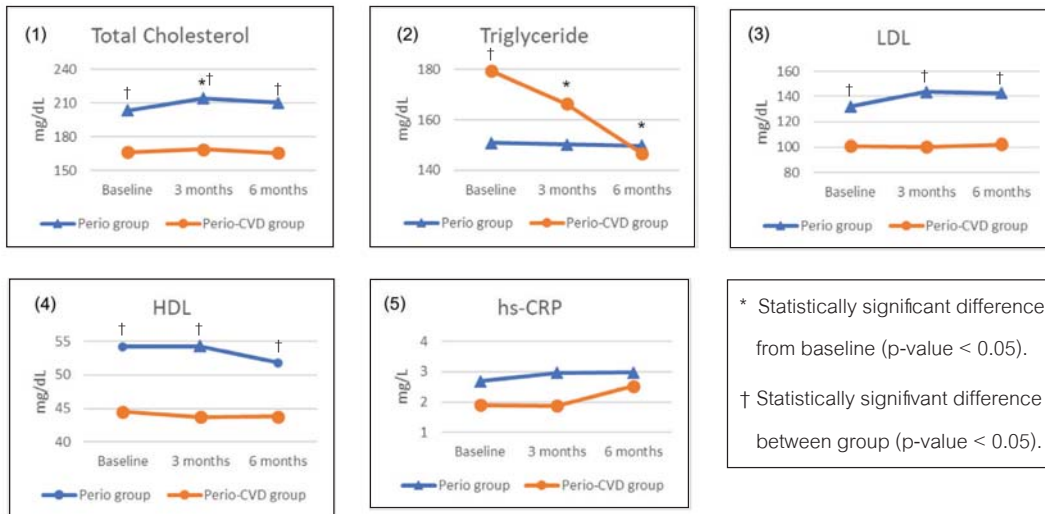 (1)
Total Cholesterol
240
210
180
150
mg/dL
†
*†
†
Baseline 3 months 6 months
Perio group Perio-CVD group
(2)
Triglyceride
180
160
140
mg/dL
†
*
*
Baseline 3 months 6 months
Perio group Perio-CVD group
(3)
LDL
160
140
120
100
80
mg/dL
†
†
†
Baseline 3 months 6 months
Perio group Perio-CVD group
(4)
HDL
55
50
45
40
mg/dL
†
†
†
Baseline 3 months 6 months
Perio group Perio-CVD group
(5)
hs-CRP
4
3
2
1
mg/L
Baseline 3 months 6 months
Perio group Perio-CVD group
* Statistically significant difference
from baseline (p-value < 0.05).
† Statistically signifivant difference
between group (p-value < 0.05).